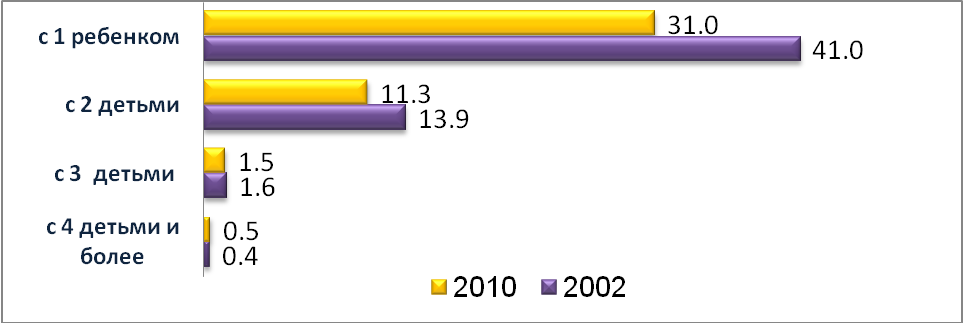 с 1 ребенком
31.0
41.0
с 2 детьми
11.3
13.9
с 3 детьми
1.5
1.6
с 4 детьми и
более
0.5
0.4
2010 2002